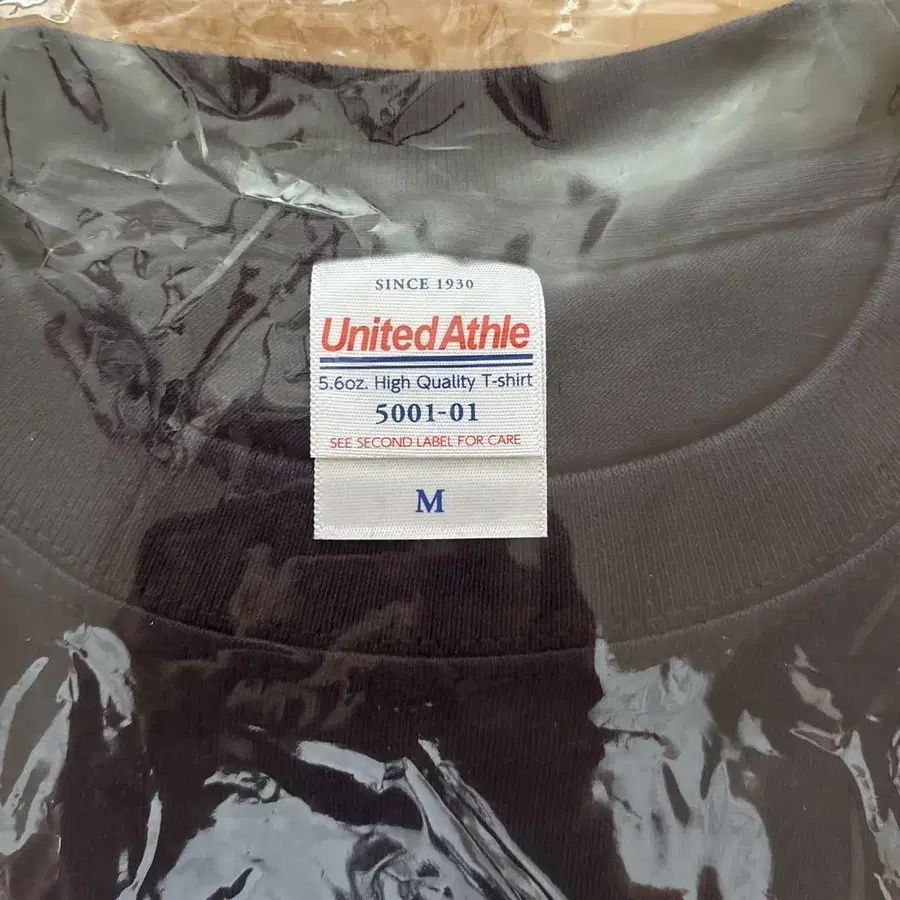 SINCE 1930
United Athle
5.6oz. High Quality T-shirt
5001-01
SEE SECOND LABEL FOR CARE
M